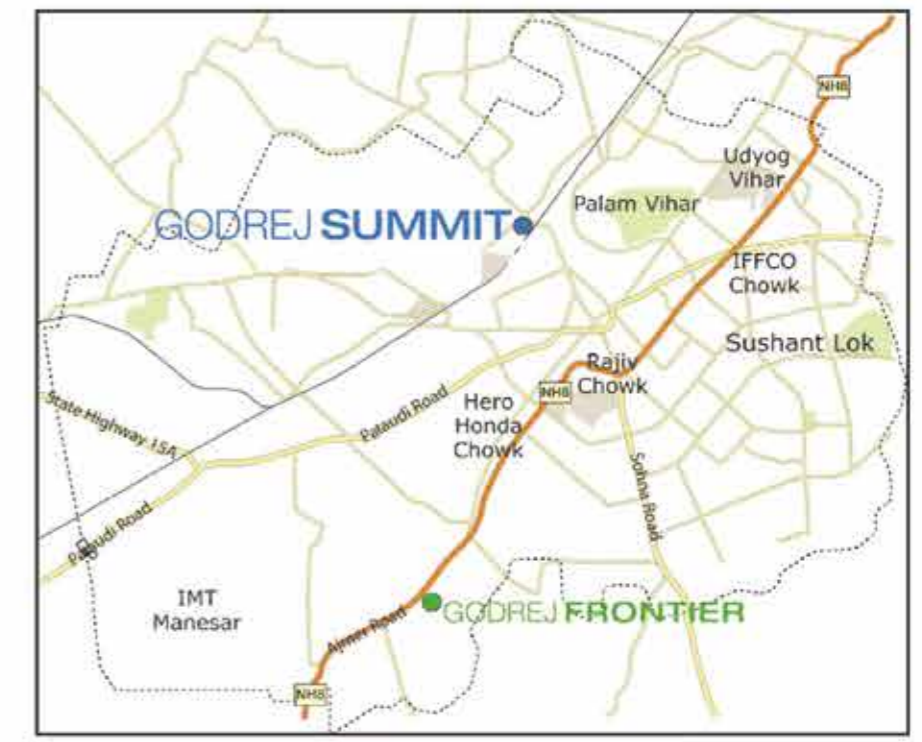 NH8
Udyog
Vihar
Palam Vihar
GODREJ SUMMIT
IFFCO
Chowk
Sushant Lok
Rajiv
Chowk
NH8
Hero
Honda
Chowk
Pataudi Road
State Highway 15A
Sohna Road
Pataudi Road
IMT
Manesar
GODREJ FRONTIER
Ajmer Road
NH8